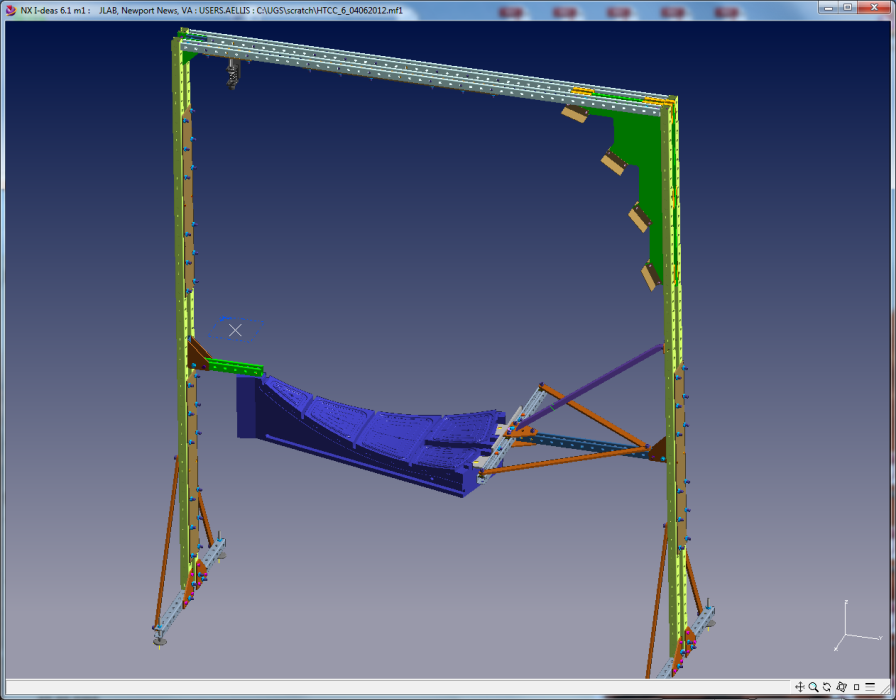 NX I-deas 6.1 m1 : JLAB, Newport News, VA : USERS.AELLIS : C:\UGS\scratch\HTCC_6_04062012.mf1
Z
Y
X